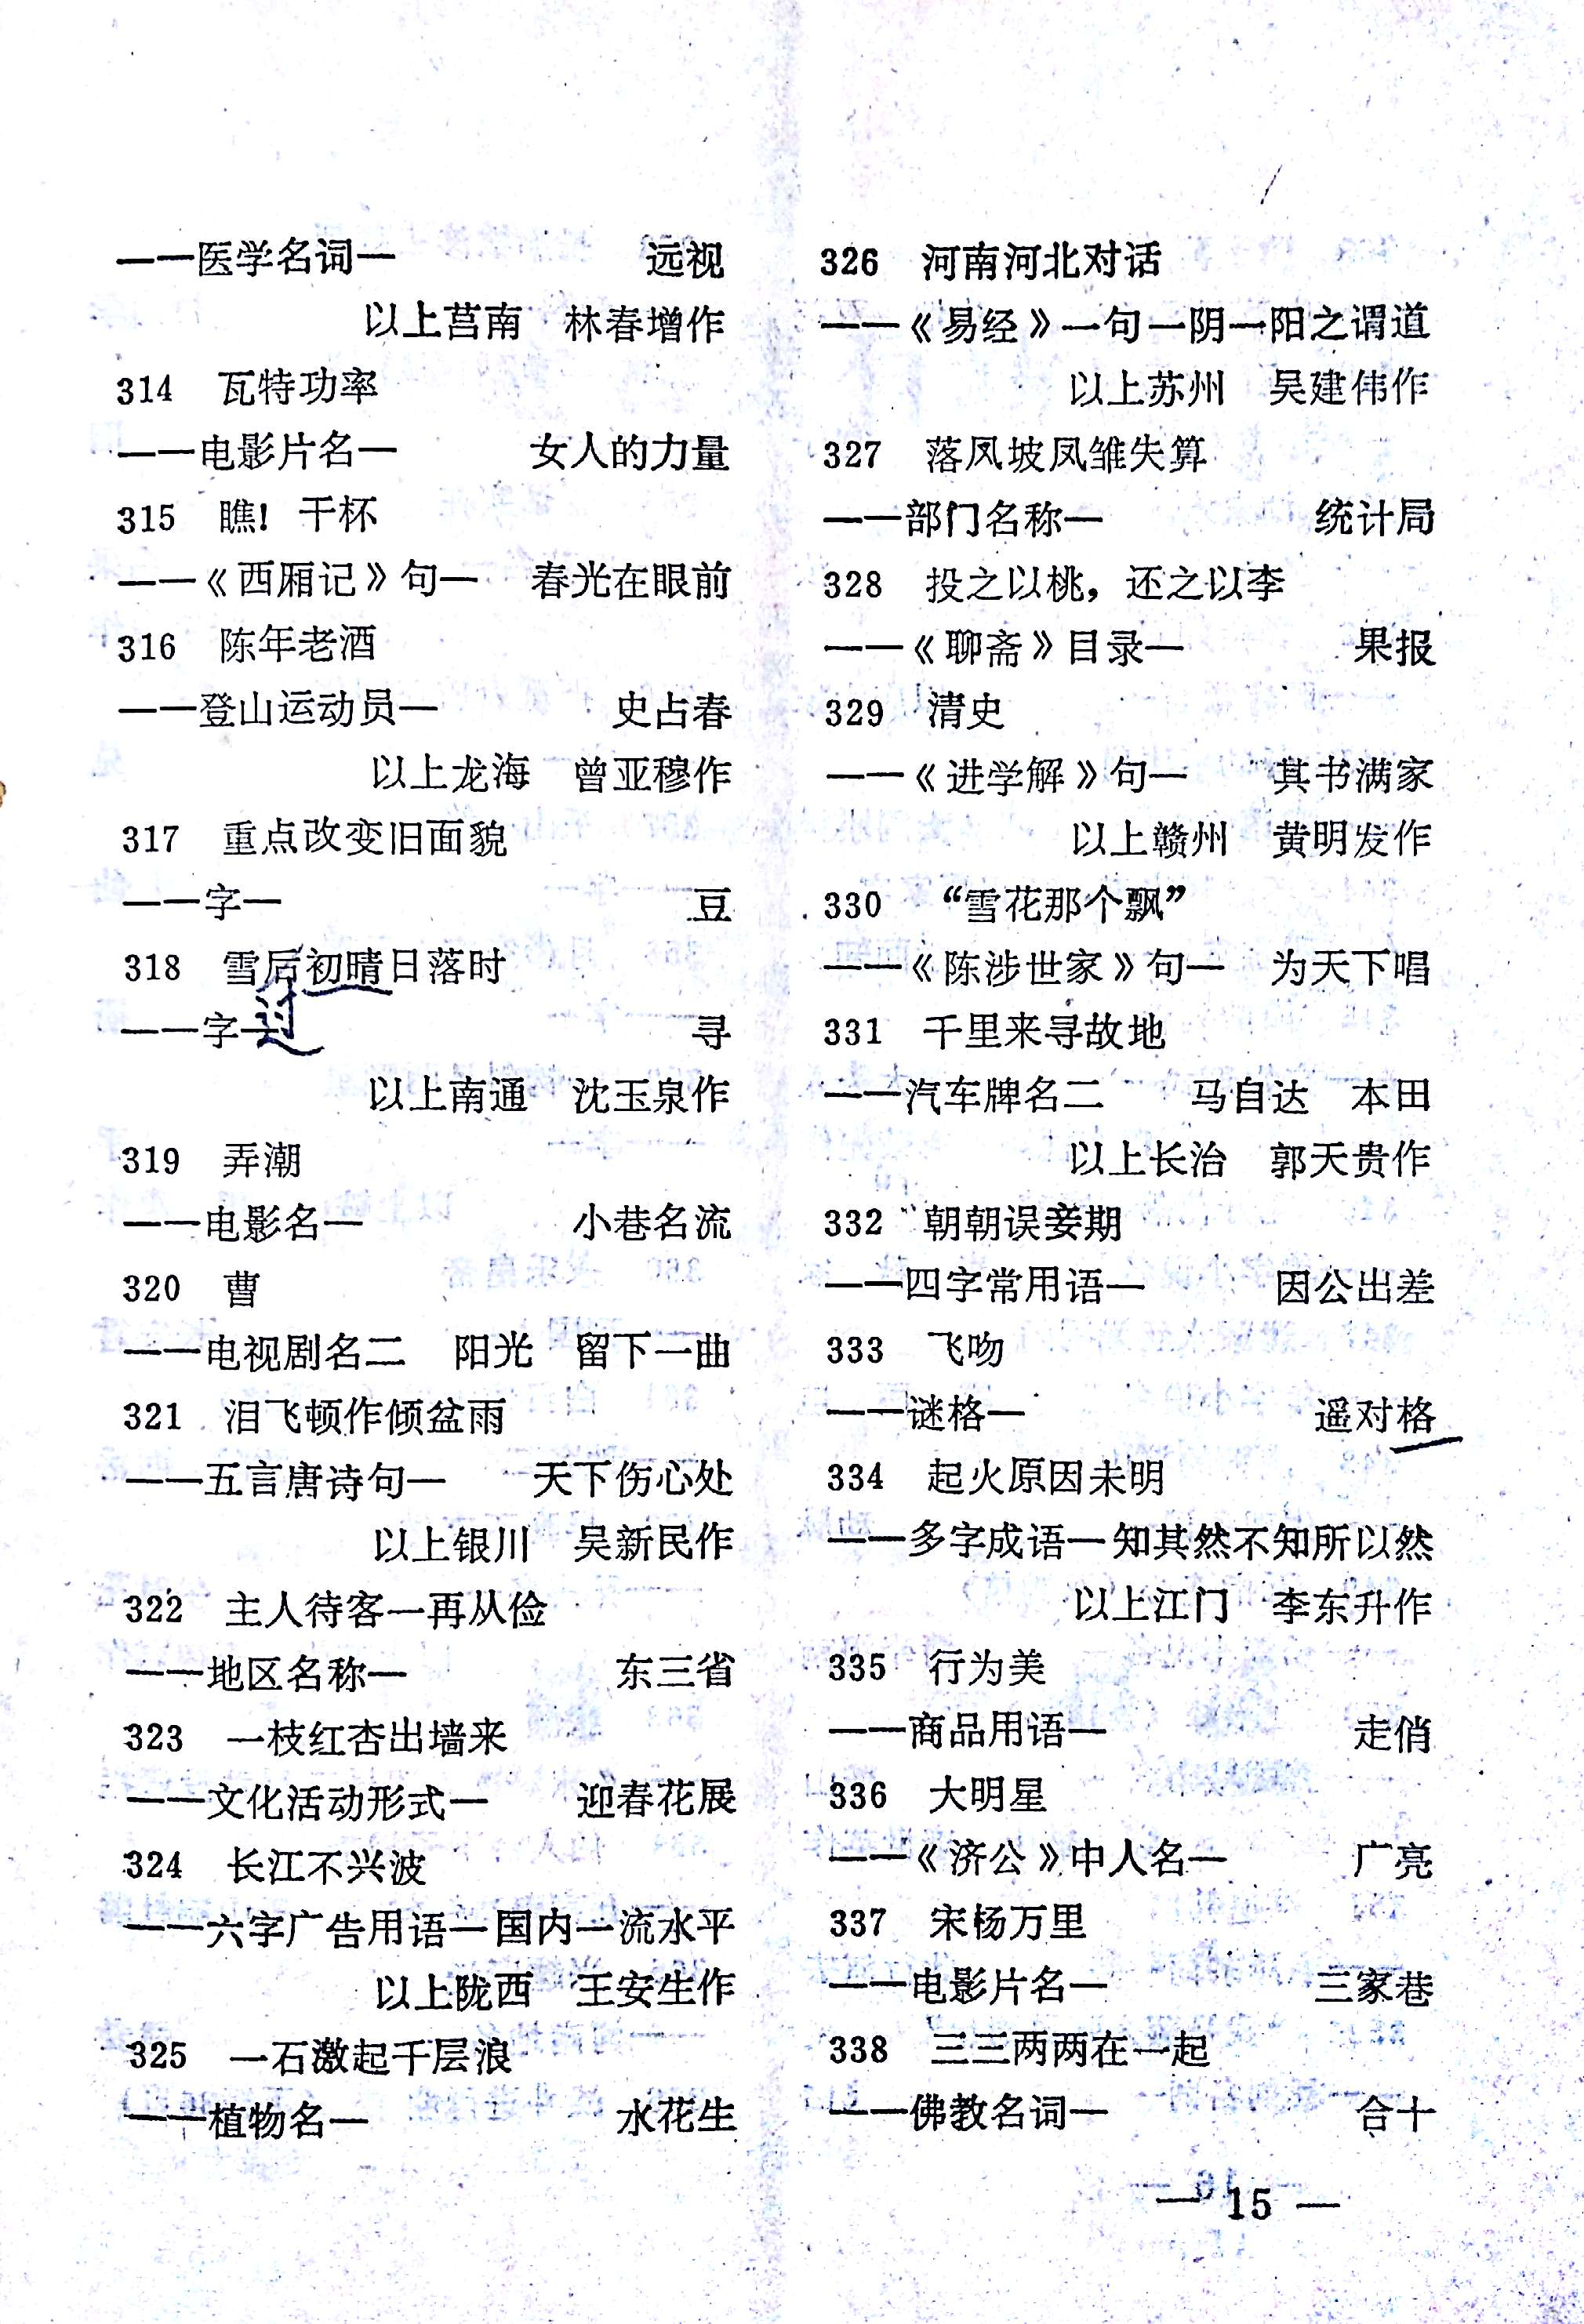 ——医学名词一 远视
以上莒南 林春增作
314 瓦特功率
——电影片名一 女人的力量
315 瞧！干杯
——《西厢记》句一 春光在眼前
316 陈年老酒
——登山运动员一 史占春
以上龙海 曾亚穆作
317 重点改变旧面貌
——字一 豆
318 雪后初晴日落时
过
——字一 寻
以上南通 沈玉泉作
319 弄潮
——电影名一 小巷名流
320 曹
——电视剧名二 阳光 留下一曲
321 泪飞顿作倾盆雨
——五言唐诗句一 天下伤心处
以上银川 吴新民作
322 主人待客一再从俭
——地区名称一 东三省
323 一枝红杏出墙来
——文化活动形式一 迎春花展
324 长江不兴波
——六字广告用语一 国内一流水平
以上陇西 王安生作
325 一石激起千层浪
——植物名一 水花生
326 河南河北对话
——《易经》一句一阴一阳之谓道
以上苏州 吴建伟作
327 落凤坡凤雏失算
——部门名称一 统计局
328 投之以桃，还之以李
——《聊斋》目录一 果报
329 清史
——《进学解》句一 其书满家
以上赣州 黄明发作
330 “雪花那个飘”
——《陈涉世家》句一 为天下唱
331 千里来寻故地
——汽车牌名二 马自达 本田
以上长治 郭天贵作
332 朝朝误妾期
——四字常用语一 因公出差
333 飞吻
——谜格一 遥对格
334 起火原因未明
——多字成语一 知其然不知所以然
以上江门 李东升作
335 行为美
——商品用语一 走俏
336 大明星
——《济公》中人名一 广亮
337 宋杨万里
——电影片名一 三家巷
338 三三两两在一起
——佛教名词一 合十
— 15 —